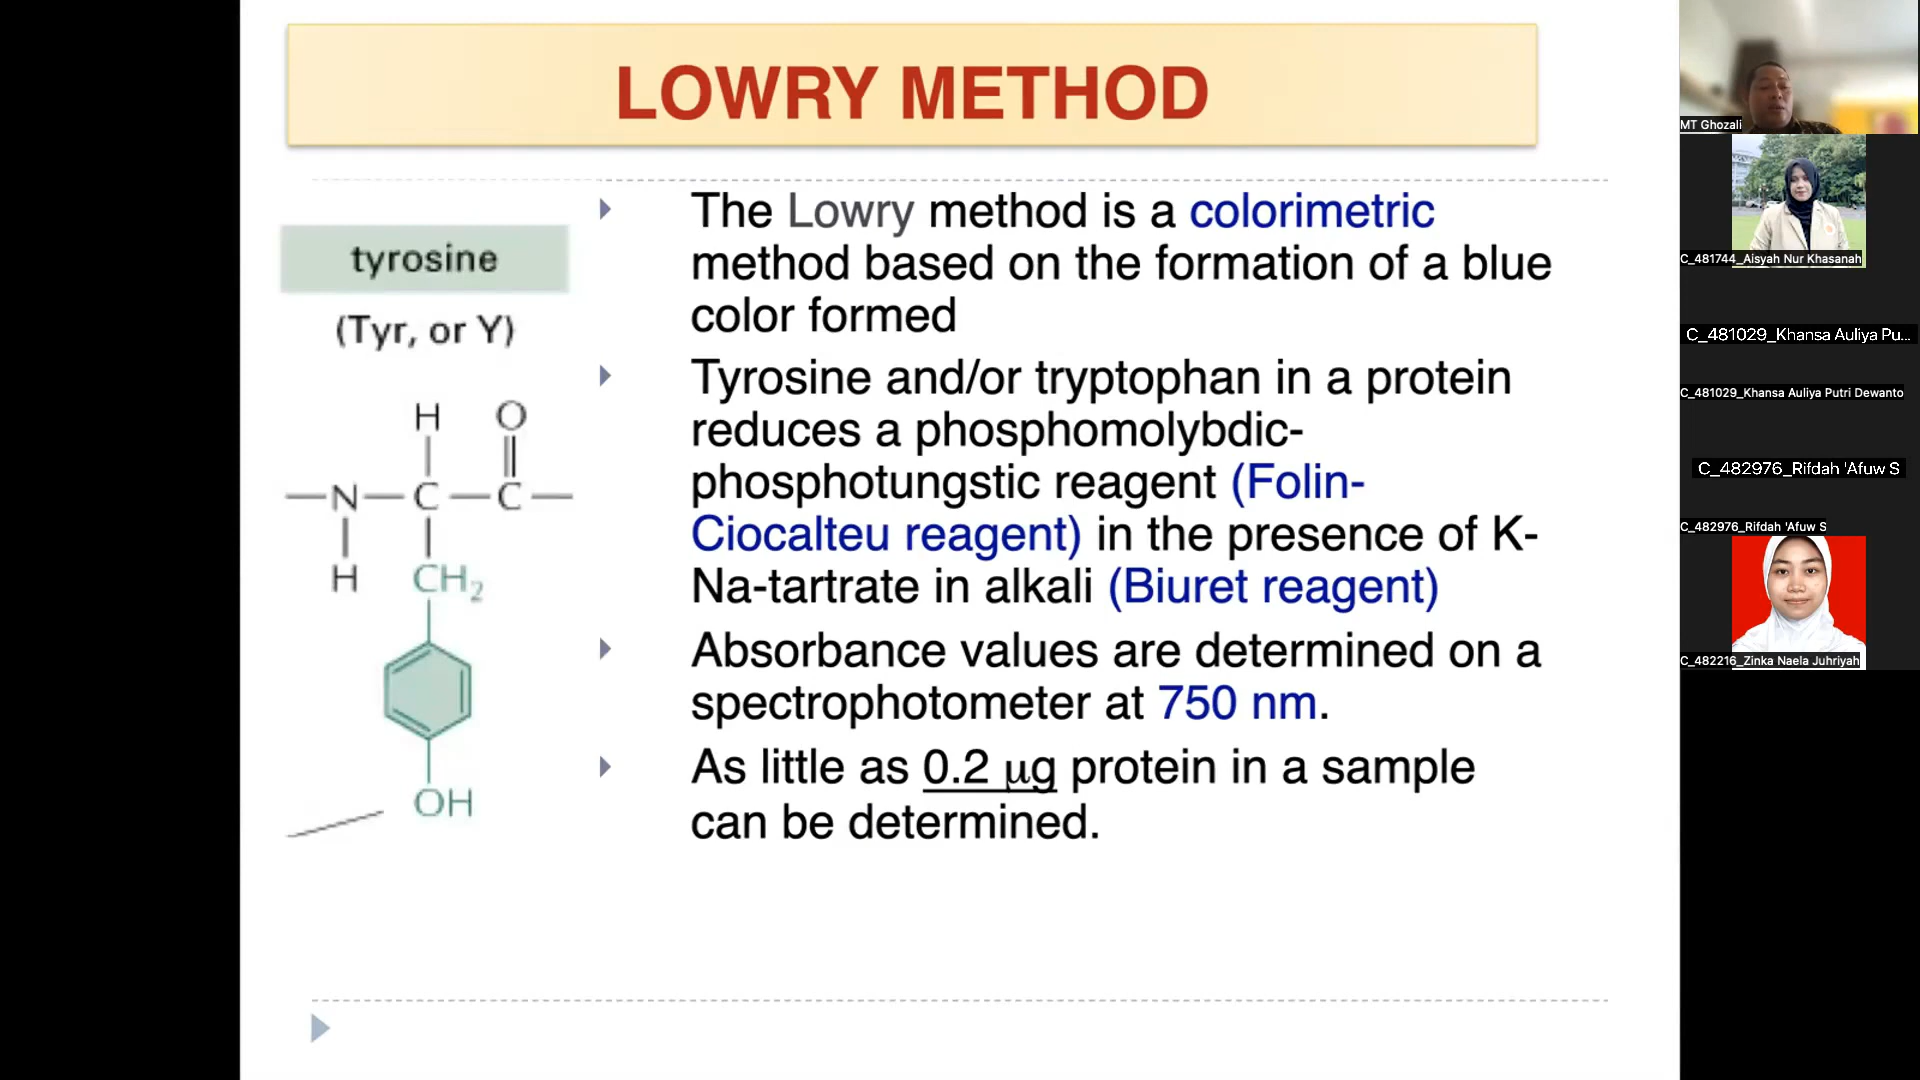 LOWRY METHOD
tyrosine
(Tyr, or Y)
H O
—N—C—C—
H CH2
OH
The Lowry method is a colorimetric
method based on the formation of a blue
color formed
Tyrosine and/or tryptophan in a protein
reduces a phosphomolybdic-
phosphotungstic reagent (Folin-
Ciocalteu reagent) in the presence of K-
Na-tartrate in alkali (Biuret reagent)
Absorbance values are determined on a
spectrophotometer at 750 nm.
As little as 0.2 µg protein in a sample
can be determined.
MT Ghozali
C_481744_Aisyah Nur Khasanah
C_481029_Khansa Auliya Pu...
C_481029_Khansa Auliya Putri Dewanto
C_482976_Rifdah 'Afuw S
C_482976_Rifdah 'Afuw S
C_482216_Zinka Naela Juhriyah